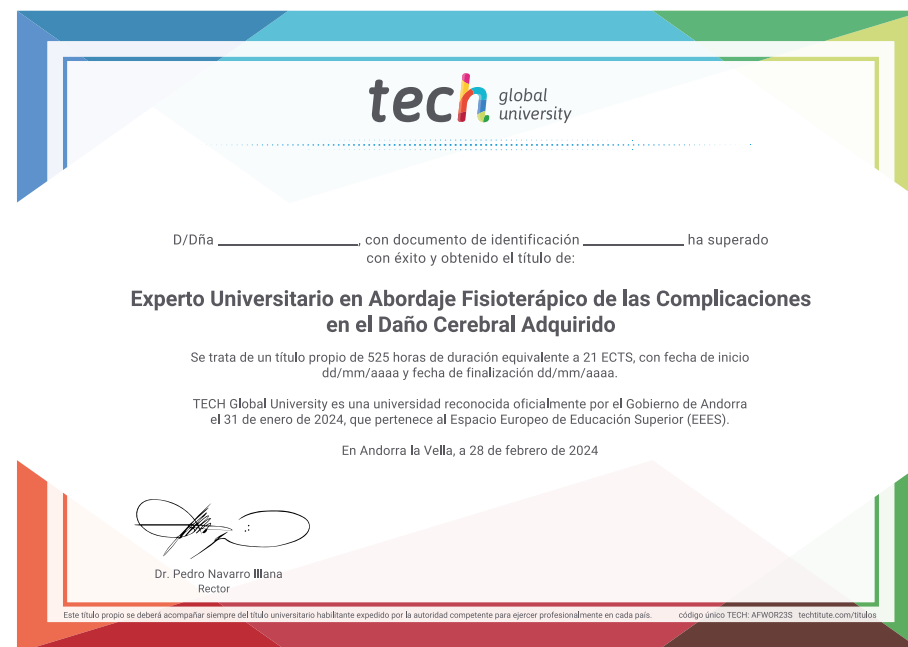 tech global university
D/Dña ____________________, con documento de identificación ______________ ha superado
con éxito y obtenido el título de:
Experto Universitario en Abordaje Fisioterápico de las Complicaciones
en el Daño Cerebral Adquirido
Se trata de un título propio de 525 horas de duración equivalente a 21 ECTS, con fecha de inicio
dd/mm/aaaa y fecha de finalización dd/mm/aaaa.
TECH Global University es una universidad reconocida oficialmente por el Gobierno de Andorra
el 31 de enero de 2024, que pertenece al Espacio Europeo de Educación Superior (EEES).
En Andorra la Vella, a 28 de febrero de 2024
Dr. Pedro Navarro Illana
Rector
Este título propio se deberá acompañar siempre del título universitario habilitante expedido por la autoridad competente para ejercer profesionalmente en cada país. código único TECH: AFWOR23S techtitute.com/titulos